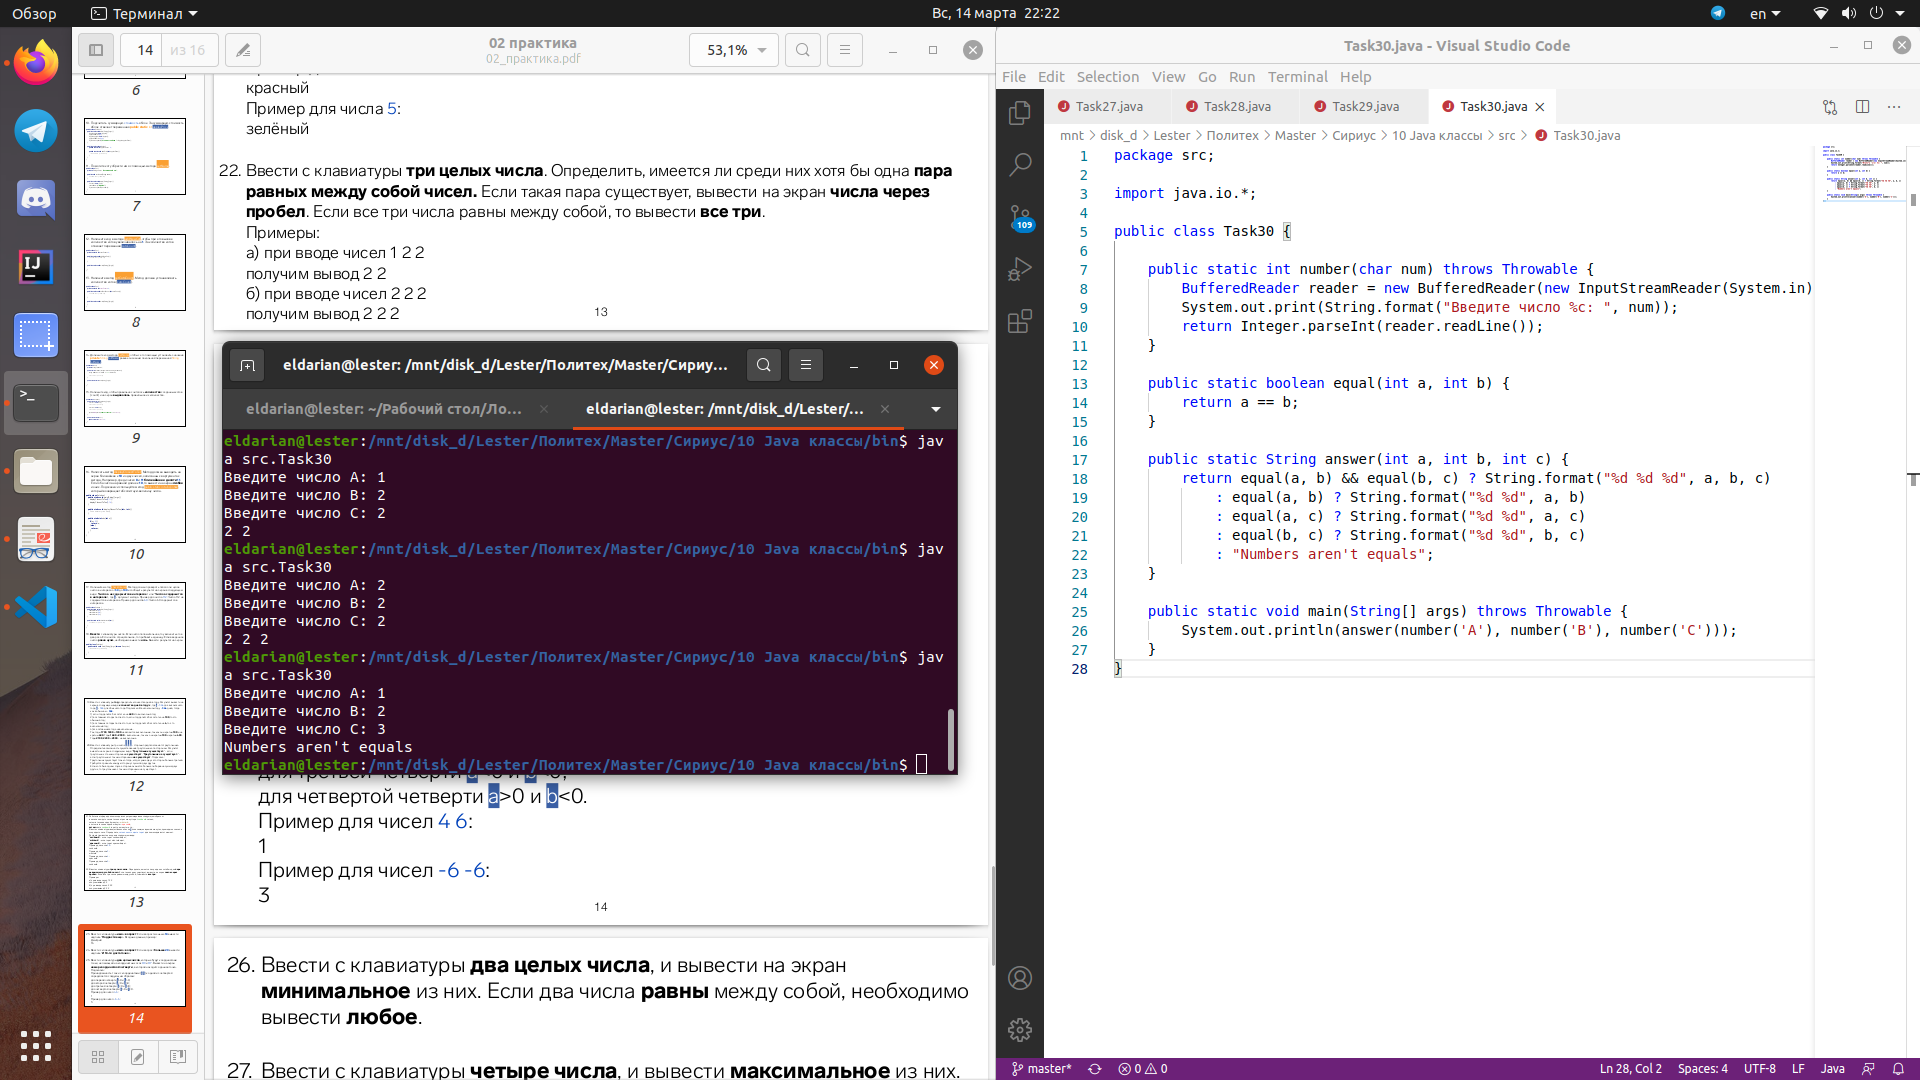 Обзор
Терминал
Вс, 14 марта 22:22
en
14
из 16
02 практика
02_практика.pdf
53,1%
6
7
8
9
10
11
12
13
14
красный
Пример для числа 5:
зелёный
22. Ввести с клавиатуры три целых числа. Определить, имеется ли среди них хотя бы одна пара
равных между собой чисел. Если такая пара существует, вывести на экран числа через
пробел. Если все три числа равны между собой, то вывести все три.
Примеры:
а) при вводе чисел 1 2 2
получим вывод 2 2
б) при вводе чисел 2 2 2
получим вывод 2 2 2
13
eldarian@lester: /mnt/disk_d/Lester/Политех/Master/Сириу...
eldarian@lester: ~/Рабочий стол/Ло...
eldarian@lester: /mnt/disk_d/Lester/...
eldarian@lester:/mnt/disk_d/Lester/Политех/Master/Сириус/10 Java классы/bin$ jav
a src.Task30
Введите число A: 1
Введите число B: 2
Введите число C: 2
2 2
eldarian@lester:/mnt/disk_d/Lester/Политех/Master/Сириус/10 Java классы/bin$ jav
a src.Task30
Введите число A: 2
Введите число B: 2
Введите число C: 2
2 2 2
eldarian@lester:/mnt/disk_d/Lester/Политех/Master/Сириус/10 Java классы/bin$ jav
a src.Task30
Введите число A: 1
Введите число B: 2
Введите число C: 3
Numbers aren't equals
eldarian@lester:/mnt/disk_d/Lester/Политех/Master/Сириус/10 Java классы/bin$
для третьей четверти a<0 и b<0;
для четвертой четверти a>0 и b<0.
Пример для чисел 4 6:
1
Пример для чисел -6 -6:
3
14
26. Ввести с клавиатуры два целых числа, и вывести на экран
минимальное из них. Если два числа равны между собой, необходимо
вывести любое.
27. Ввести с клавиатуры четыре числа, и вывести максимальное из них.
Task30.java - Visual Studio Code
File Edit Selection View Go Run Terminal Help
Task27.java
Task28.java
Task29.java
Task30.java
mnt > disk_d > Lester > Политех > Master > Сириус > 10 Java классы > src > Task30.java
109
1 package src;
2
3 import java.io.*;
4
5 public class Task30 {
6
7 public static int number(char num) throws Throwable {
8 BufferedReader reader = new BufferedReader(new InputStreamReader(System.in)
9 System.out.print(String.format("Введите число %c: ", num));
10 return Integer.parseInt(reader.readLine());
11 }
12
13 public static boolean equal(int a, int b) {
14 return a == b;
15 }
16
17 public static String answer(int a, int b, int c) {
18 return equal(a, b) && equal(b, c) ? String.format("%d %d %d", a, b, c)
19 : equal(a, b) ? String.format("%d %d", a, b)
20 : equal(a, c) ? String.format("%d %d", a, c)
21 : equal(b, c) ? String.format("%d %d", b, c)
22 : "Numbers aren't equals";
23 }
24
25 public static void main(String[] args) throws Throwable {
26 System.out.println(answer(number('A'), number('B'), number('C')));
27 }
28 }
master*
0
0
Ln 28, Col 2
Spaces: 4
UTF-8
LF
Java